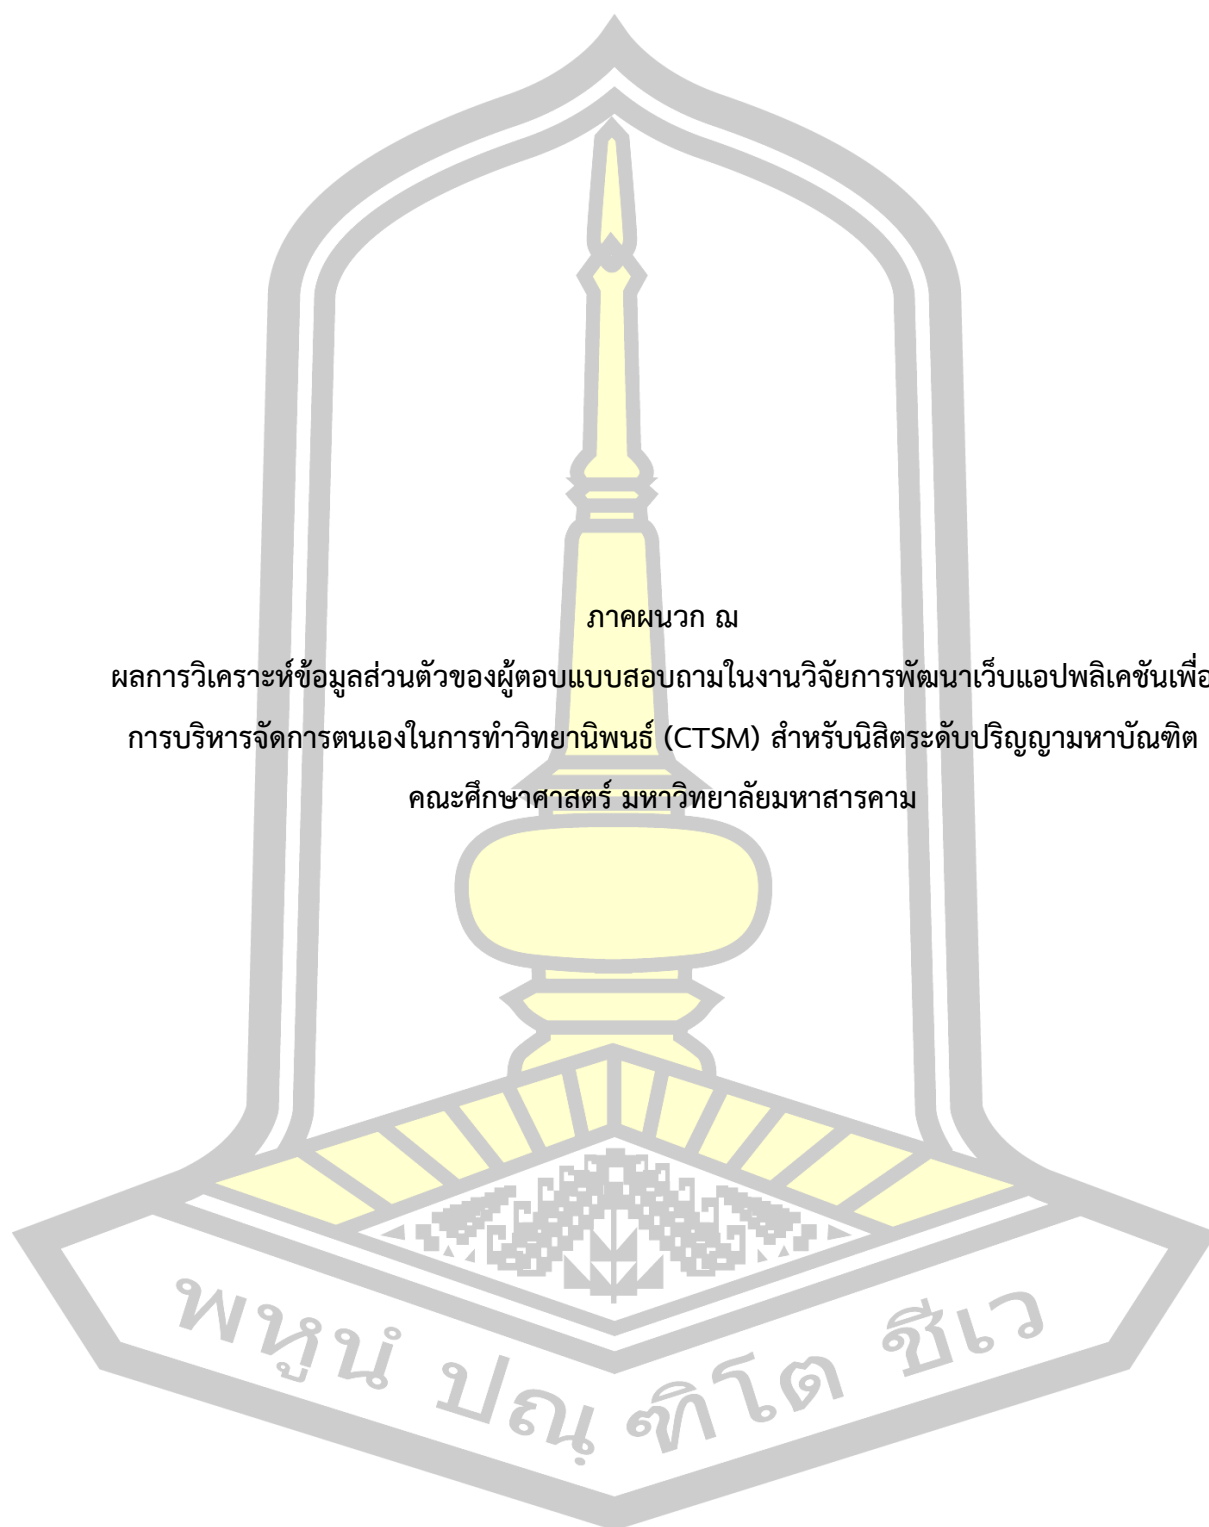 ภาคผนวก ฌ
ผลการวิเคราะห์ข้อมูลส่วนตัวของผู้ตอบแบบสอบถามในงานวิจัยการพัฒนาเว็บแอปพลิเคชันเพื่อ
การบริหารจัดการตนเองในการทำวิทยานิพนธ์ (CTSM) สำหรับนิสิตระดับปริญญามหาบัณฑิต
คณะศึกษาศาสตร์ มหาวิทยาลัยมหาสารคาม
พหูนํ ปณฺฑิโต ชีเว